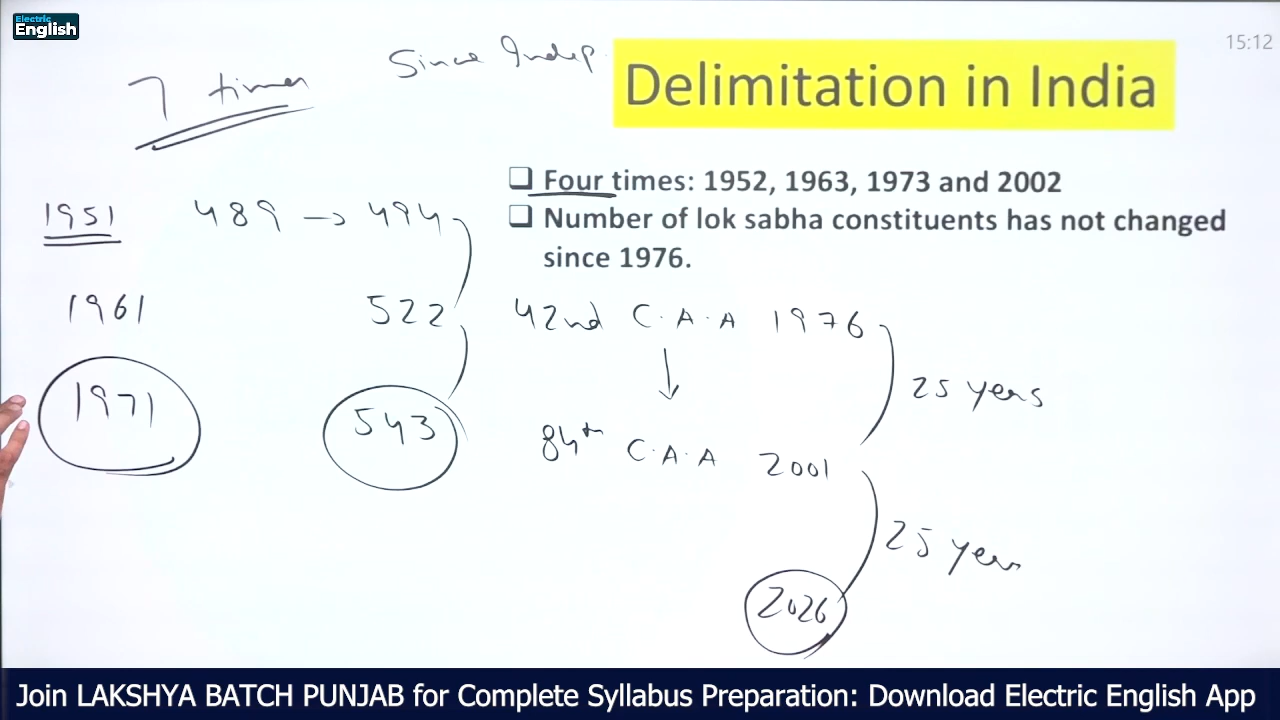 Electric
English
15:12
7 times
Since Indep.
Delimitation in India
Four times: 1952, 1963, 1973 and 2002
Number of lok sabha constituents has not changed
since 1976.
1951 489 → 494
1961 522
1971 543
42nd C.A.A 1976
25 years
84th C.A.A 2001
25 years
2026
Join LAKSHYA BATCH PUNJAB for Complete Syllabus Preparation: Download Electric English App